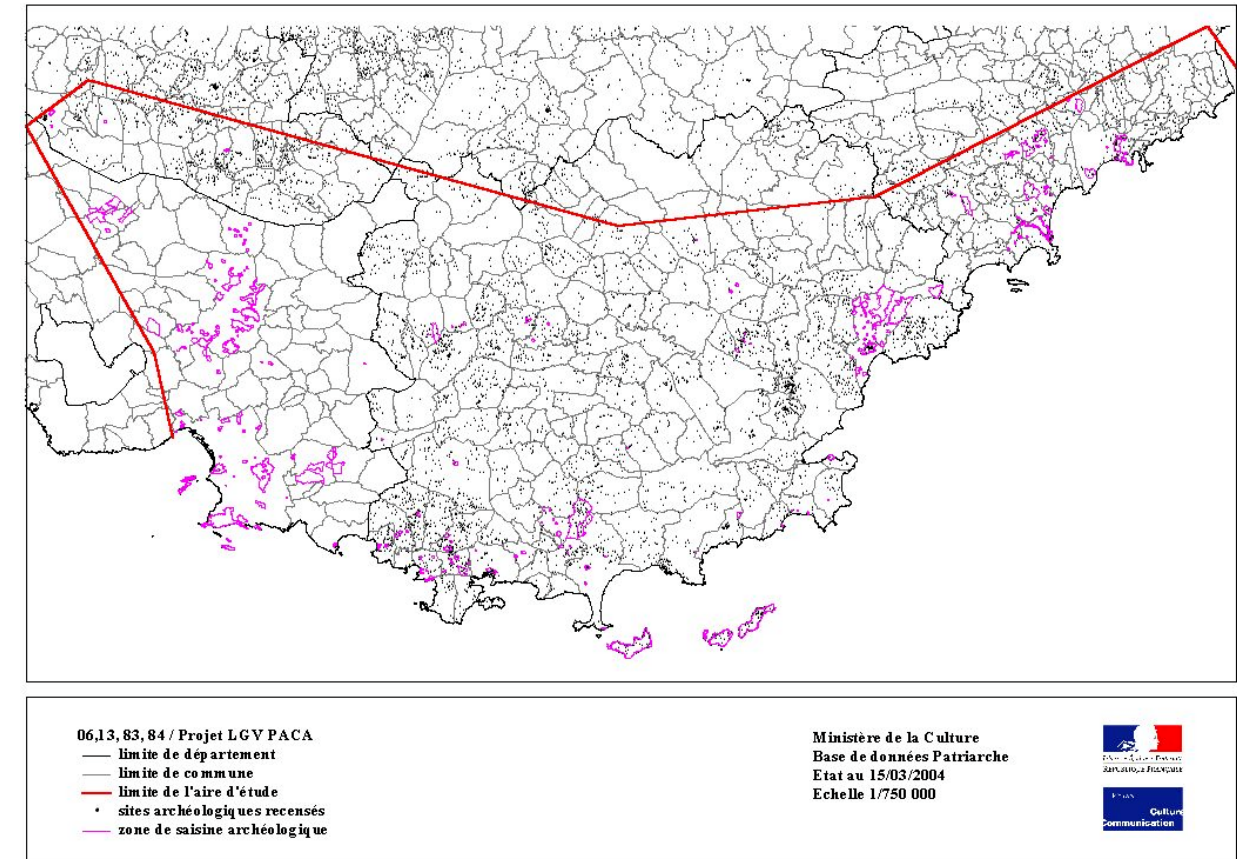 06,13, 83, 84 / Projet LGV PACA
limite de département
limite de commune
limite de l'aire d'étude
sites archéologiques recensés
zone de saisine archéologique
Ministère de la Culture
Base de données Patriarche
Etat au 15/03/2004
Echelle 1/750 000
RÉPUBLIQUE FRANÇAISE
Culture
Communication